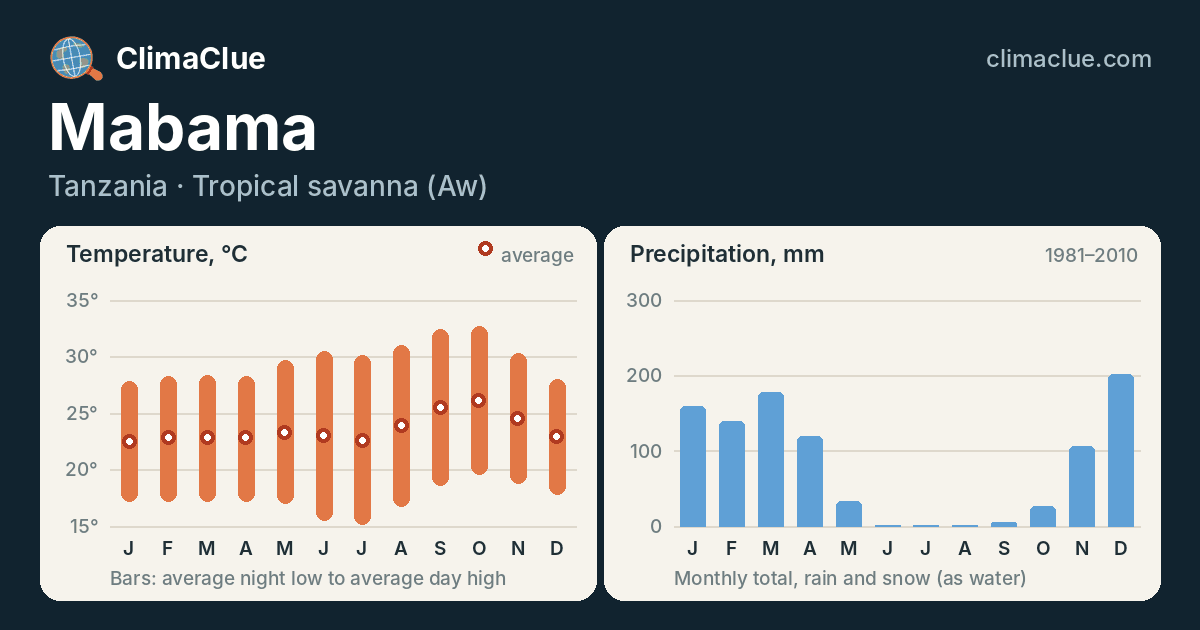 ClimaClue
climaclue.com
Mabama
Tanzania · Tropical savanna (Aw)
Temperature, °C
average
35°
30°
25°
20°
15°
J F M A M J J A S O N D
Bars: average night low to average day high
Precipitation, mm
1981–2010
300
200
100
0
J F M A M J J A S O N D
Monthly total, rain and snow (as water)